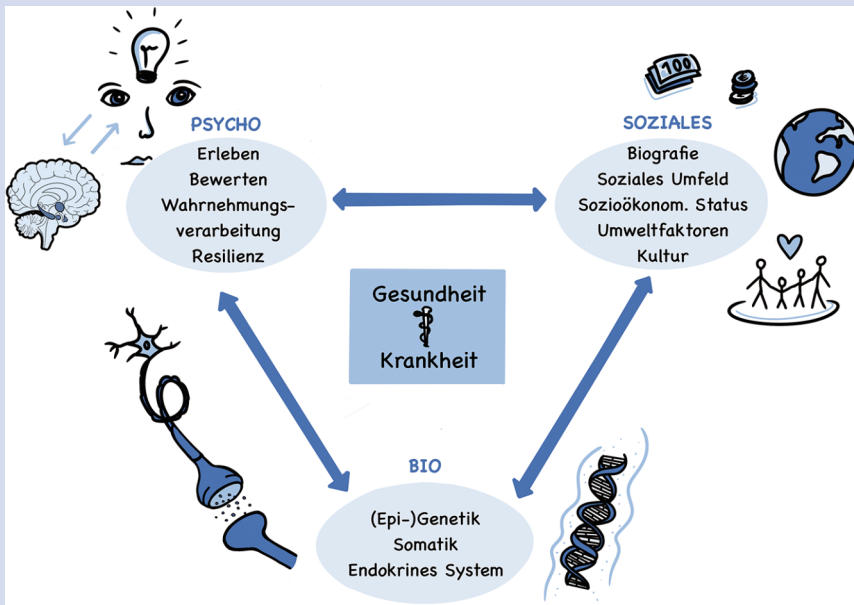 100
PSYCHO
Erleben
Bewerten
Wahrnehmungs-
verarbeitung
Resilienz
SOZIALES
Biografie
Soziales Umfeld
Sozioökonom. Status
Umweltfaktoren
Kultur
Gesundheit
Krankheit
BIO
(Epi-)Genetik
Somatik
Endokrines System